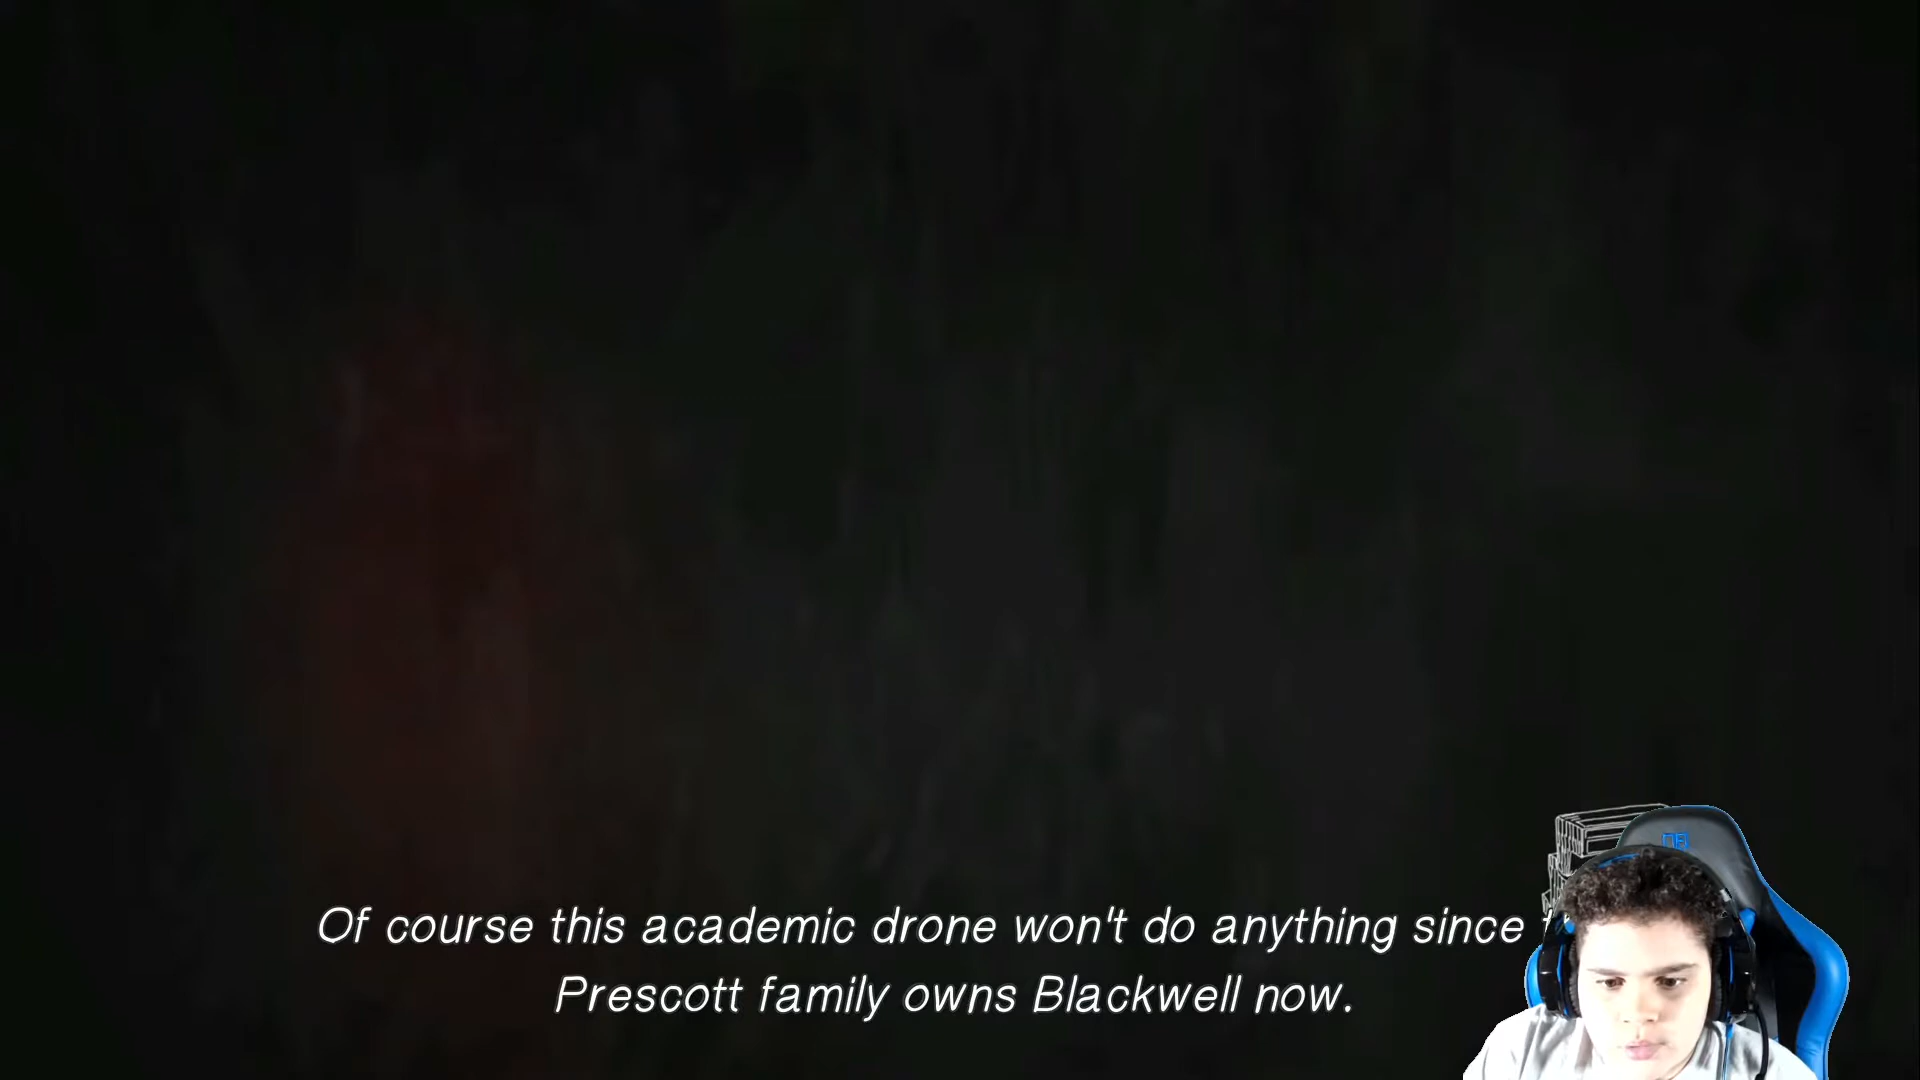 Of course this academic drone won't do anything since
Prescott family owns Blackwell now.